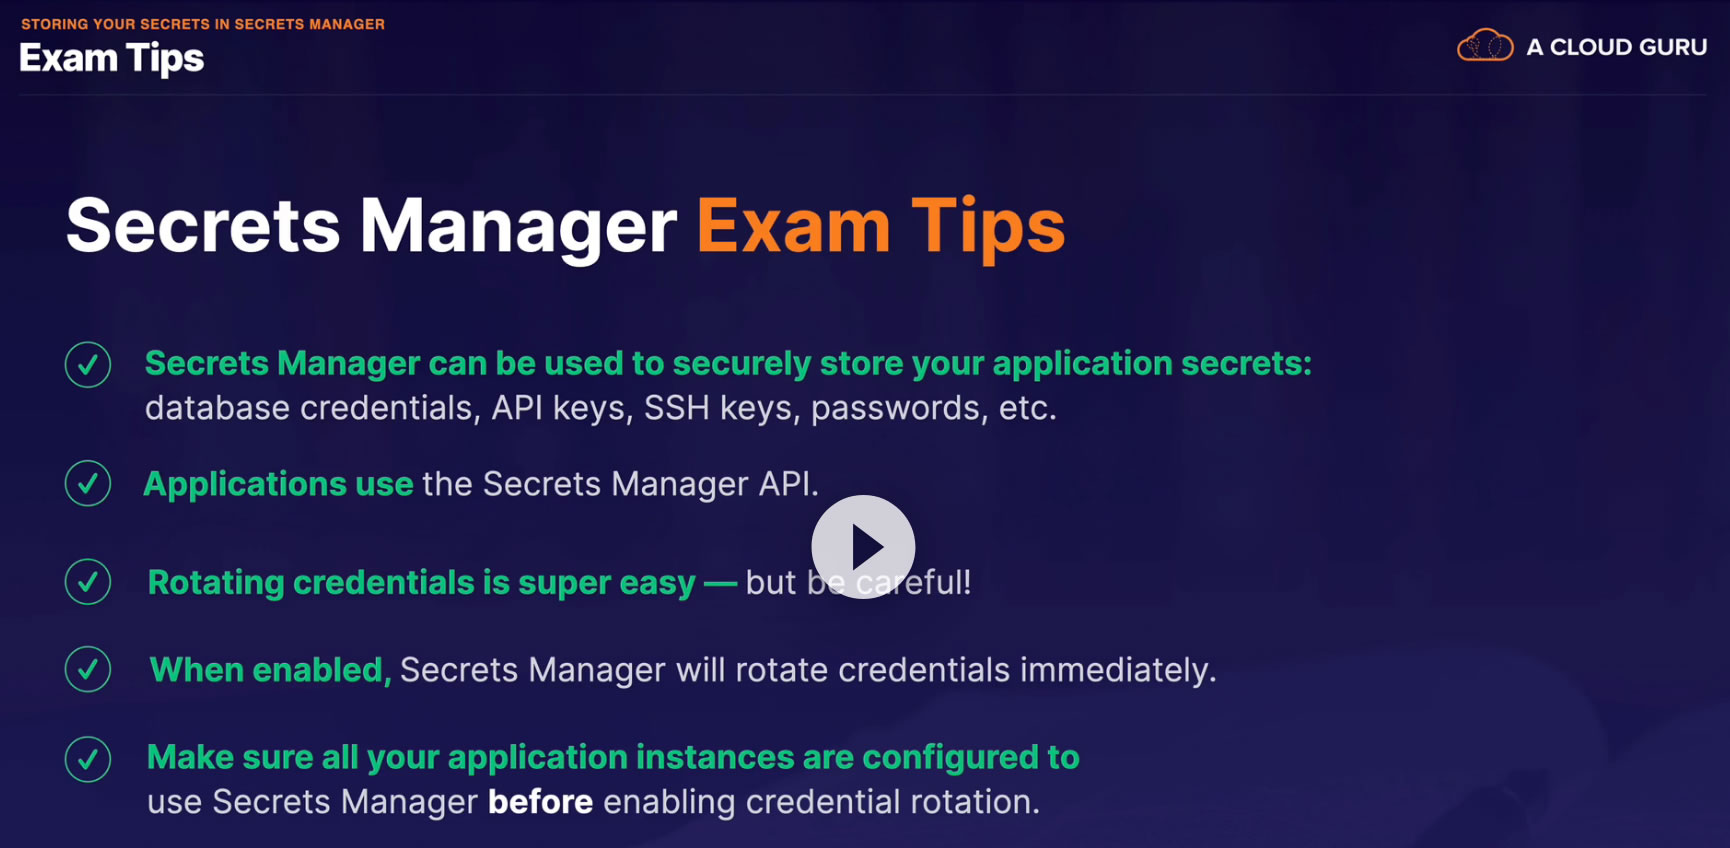 STORING YOUR SECRETS IN SECRETS MANAGER
Exam Tips
A CLOUD GURU
Secrets Manager Exam Tips
Secrets Manager can be used to securely store your application secrets:
database credentials, API keys, SSH keys, passwords, etc.
Applications use the Secrets Manager API.
Rotating credentials is super easy — but be careful!
When enabled, Secrets Manager will rotate credentials immediately.
Make sure all your application instances are configured to
use Secrets Manager before enabling credential rotation.